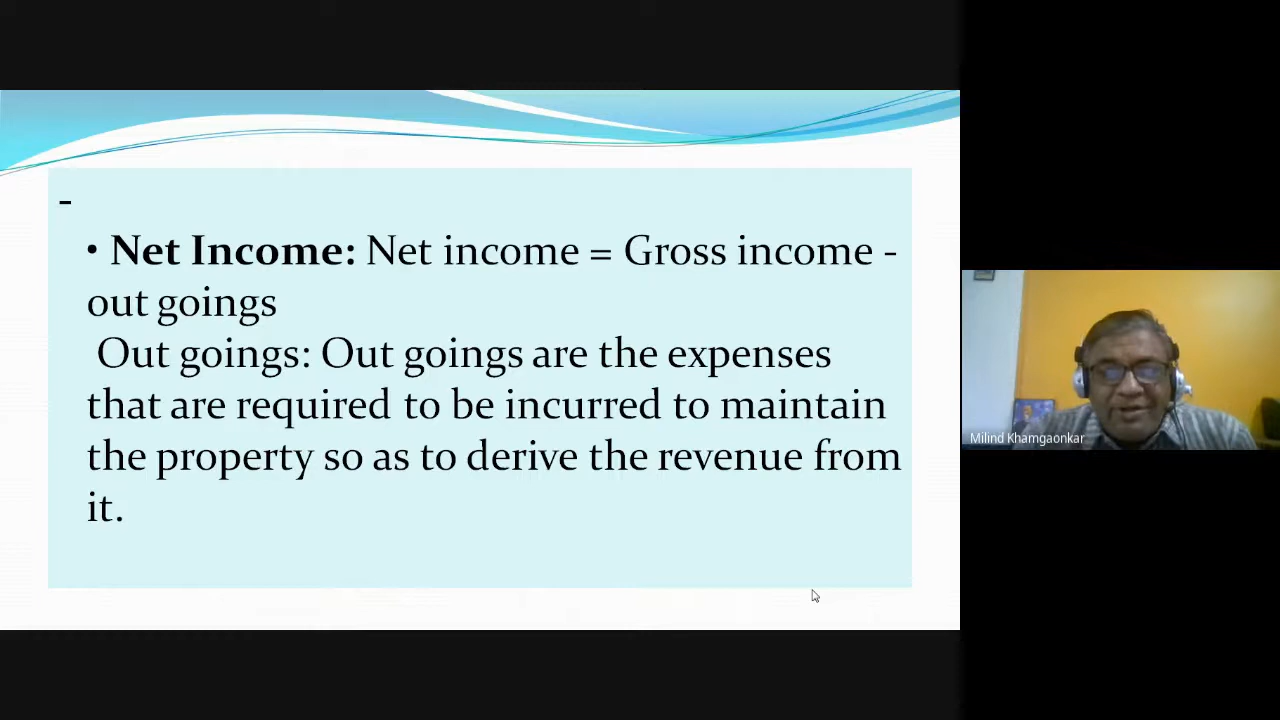 -
• Net Income: Net income = Gross income -
out goings
Out goings: Out goings are the expenses
that are required to be incurred to maintain
the property so as to derive the revenue from
it.
Milind Khamgaonkar